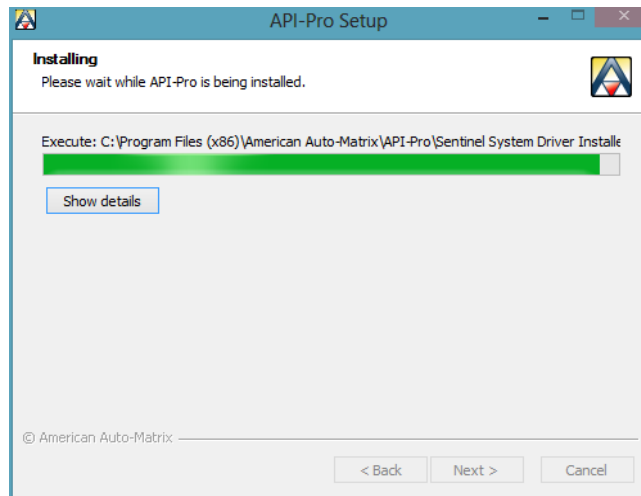 API-Pro Setup
Installing
Please wait while API-Pro is being installed.
Execute: C:\Program Files (x86)\American Auto-Matrix\API-Pro\Sentinel System Driver Installe
Show details
© American Auto-Matrix
< Back
Next >
Cancel